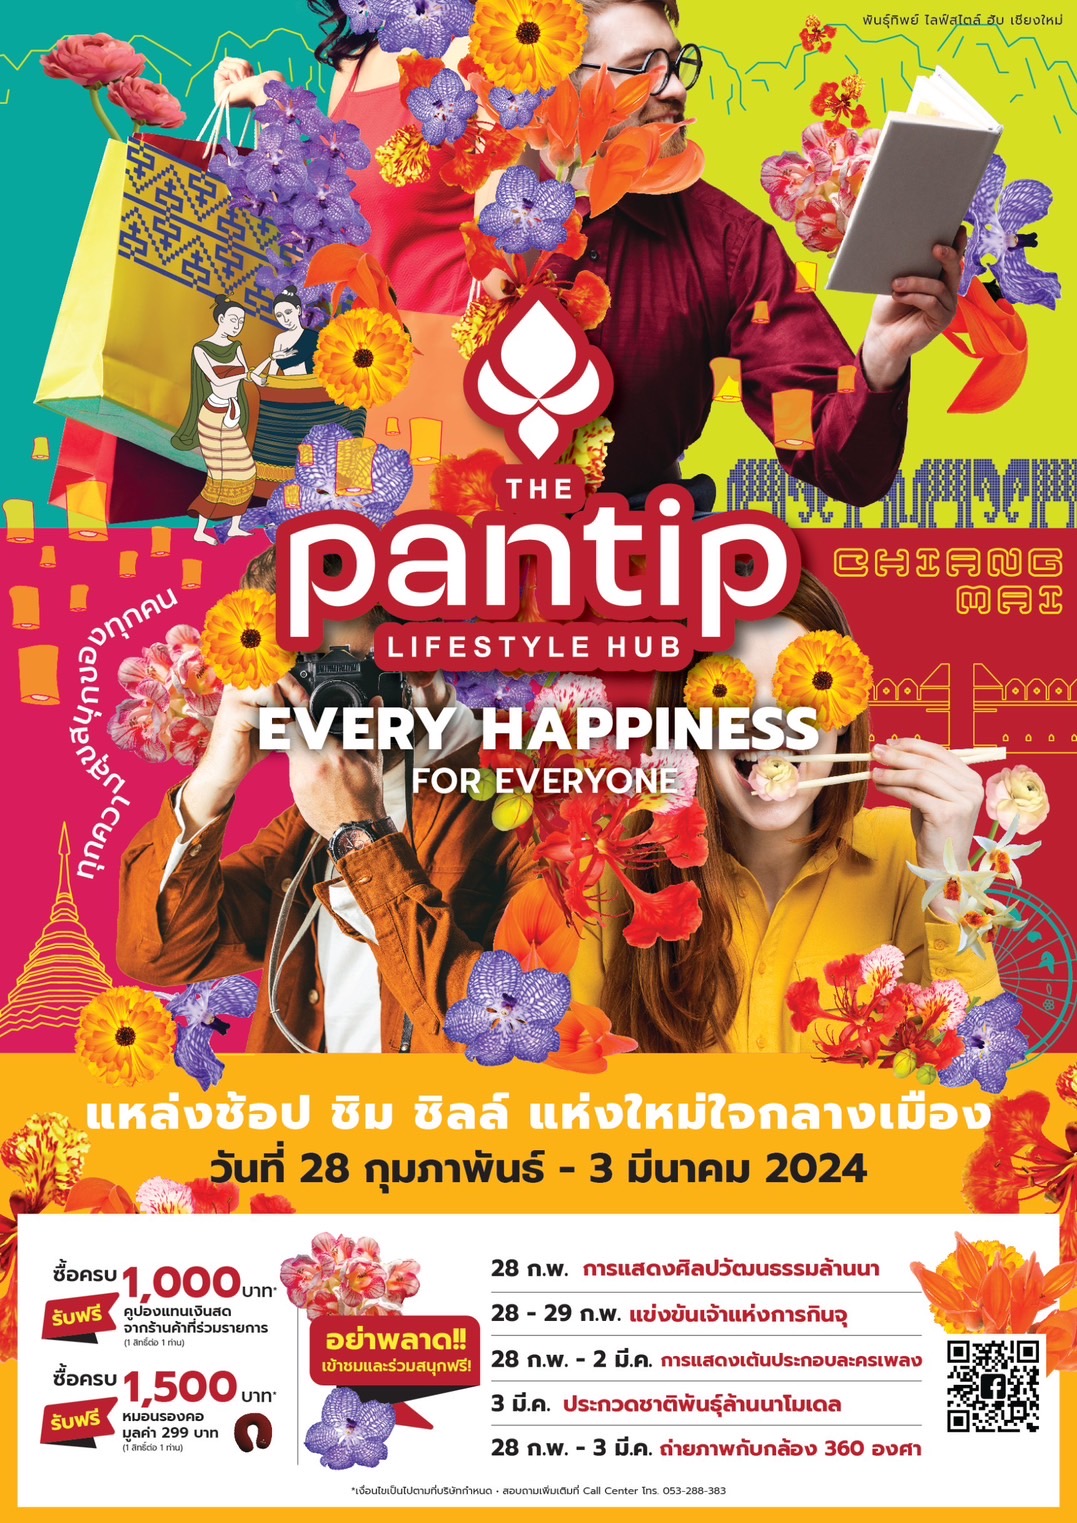 พันธุ์ทิพย์ ไลฟ์สไตล์ ฮับ เชียงใหม่
THE
pantip
LIFESTYLE HUB
CHIANG
MAI
ทุกความสุขสนุกของทุกคน
EVERY HAPPINESS
FOR EVERYONE
แหล่งช้อป ชิม ชิลล์ แห่งใหม่ใจกลางเมือง
วันที่ 28 กุมภาพันธ์ - 3 มีนาคม 2024
ซื้อครบ 1,000 บาท*
รับฟรี
คูปองแทนเงินสด
จากร้านค้าที่ร่วมรายการ
(1 สิทธิ์ต่อ 1 ท่าน)
ซื้อครบ 1,500 บาท*
รับฟรี
หมอนรองคอ
มูลค่า 299 บาท
(1 สิทธิ์ต่อ 1 ท่าน)
อย่าพลาด!!
เข้าชมและร่วมสนุกฟรี!
28 ก.พ. การแสดงศิลปวัฒนธรรมล้านนา
28 - 29 ก.พ. แข่งขันเจ้าแห่งการกินจุ
28 ก.พ. - 2 มี.ค. การแสดงเต้นประกอบละครเพลง
3 มี.ค. ประกวดชาติพันธุ์ล้านนาโมเดล
28 ก.พ. - 3 มี.ค. ถ่ายภาพกับกล้อง 360 องศา
*เงื่อนไขเป็นไปตามที่บริษัทกำหนด • สอบถามเพิ่มเติมที่ Call Center โทร. 053-288-383